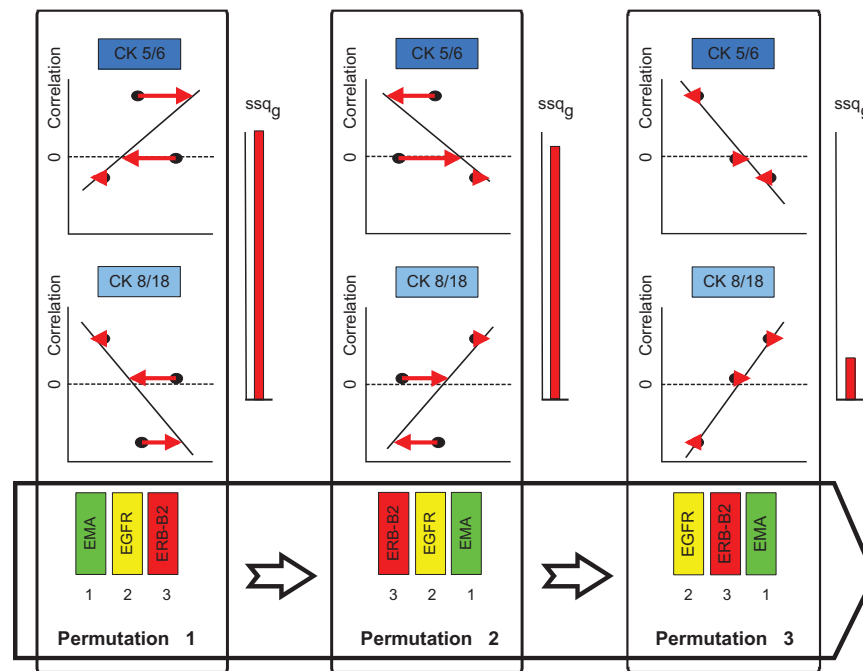 CK 5/6
Correlation
0
ssqg
CK 8/18
Correlation
0
EMA
EGFR
ERB-B2
1 2 3
Permutation 1
CK 5/6
Correlation
0
ssqg
CK 8/18
Correlation
0
ERB-B2
EGFR
EMA
3 2 1
Permutation 2
CK 5/6
Correlation
0
ssqg
CK 8/18
Correlation
0
EGFR
ERB-B2
EMA
2 3 1
Permutation 3